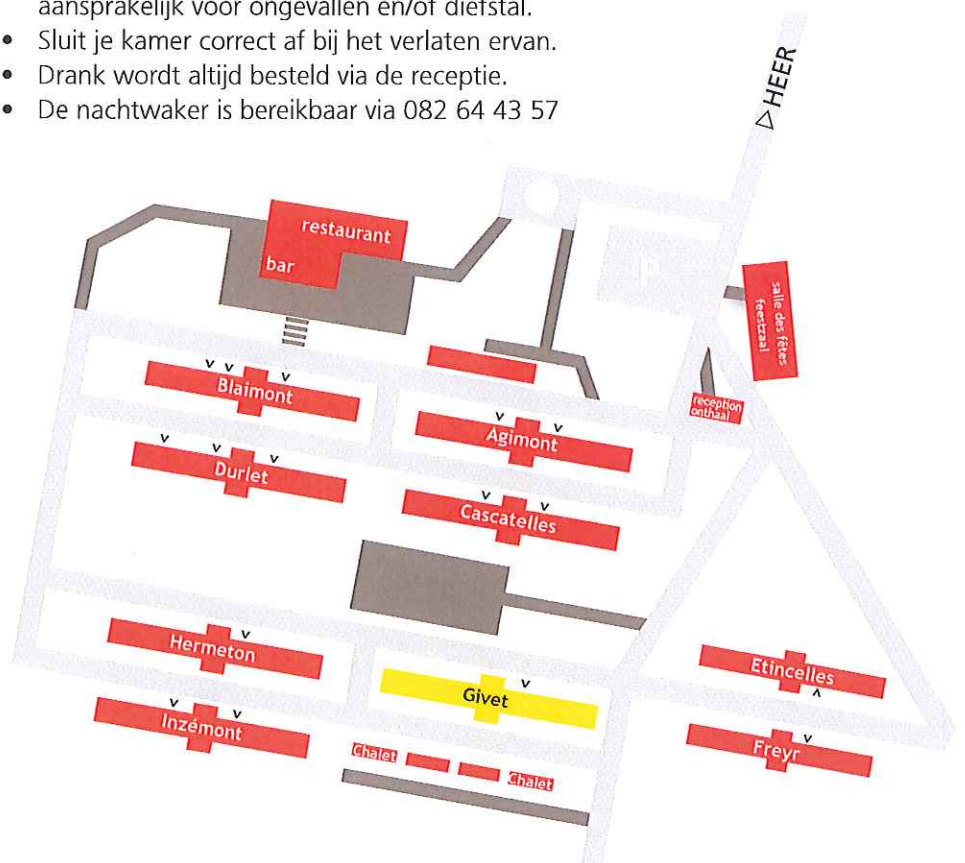 aansprakelijk voor ongevallen en/of diefstal.
• Sluit je kamer correct af bij het verlaten ervan.
• Drank wordt altijd besteld via de receptie.
• De nachtwaker is bereikbaar via 082 64 43 57
▷ HEER
restaurant
bar
P
salle des fêtes
feestzaal
reception
onthaal
Blaimont
Agimont
Durlet
Cascatelles
Hermeton
Givet
Etincelles
Inzémont
Freyr
Chalet
Chalet